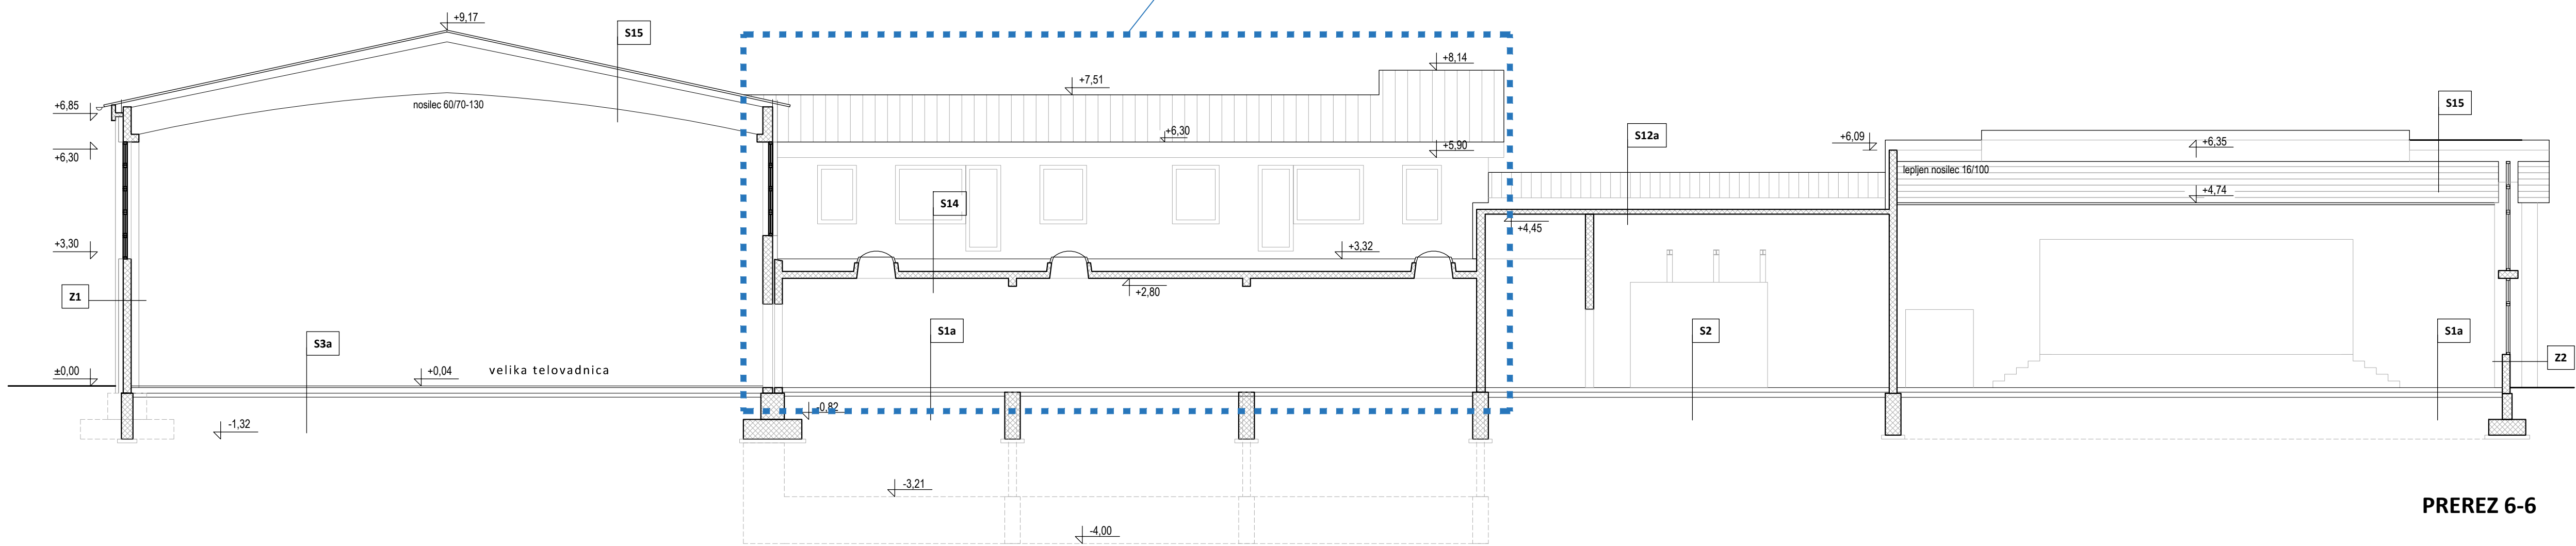 +9,17
S15
+8,14
+7,51
+6,85
nosilec 60/70-130
S15
+6,30
+6,09
S12a
+6,35
+6,30
+5,90
lepljen nosilec 16/100
+4,74
S14
+4,45
+3,30
+3,32
Z1
+2,80
S3a
S1a
S2
S1a
Z2
±0,00
+0,04
velika telovadnica
-0,82
-1,32
-3,21
-4,00
PREREZ 6-6